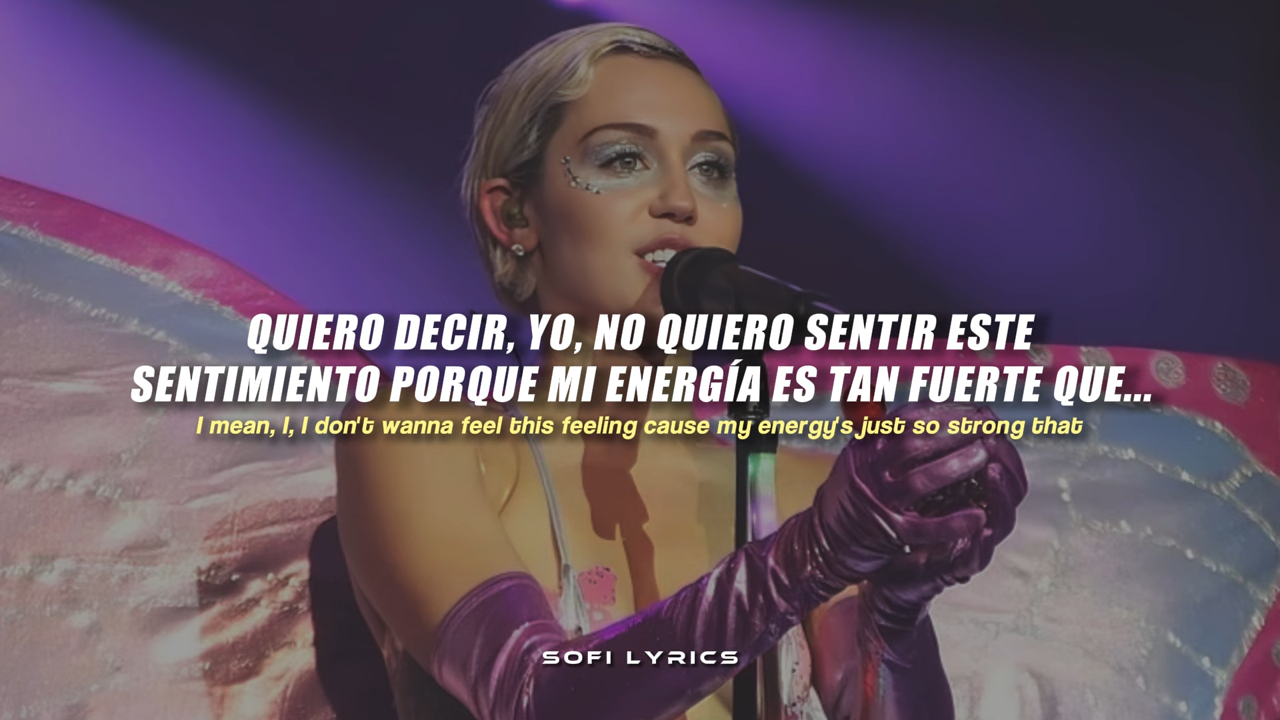 QUIERO DECIR, YO, NO QUIERO SENTIR ESTE
SENTIMIENTO PORQUE MI ENERGÍA ES TAN FUERTE QUE...
I mean, I, I don't wanna feel this feeling cause my energy's just so strong that
SOFI LYRICS